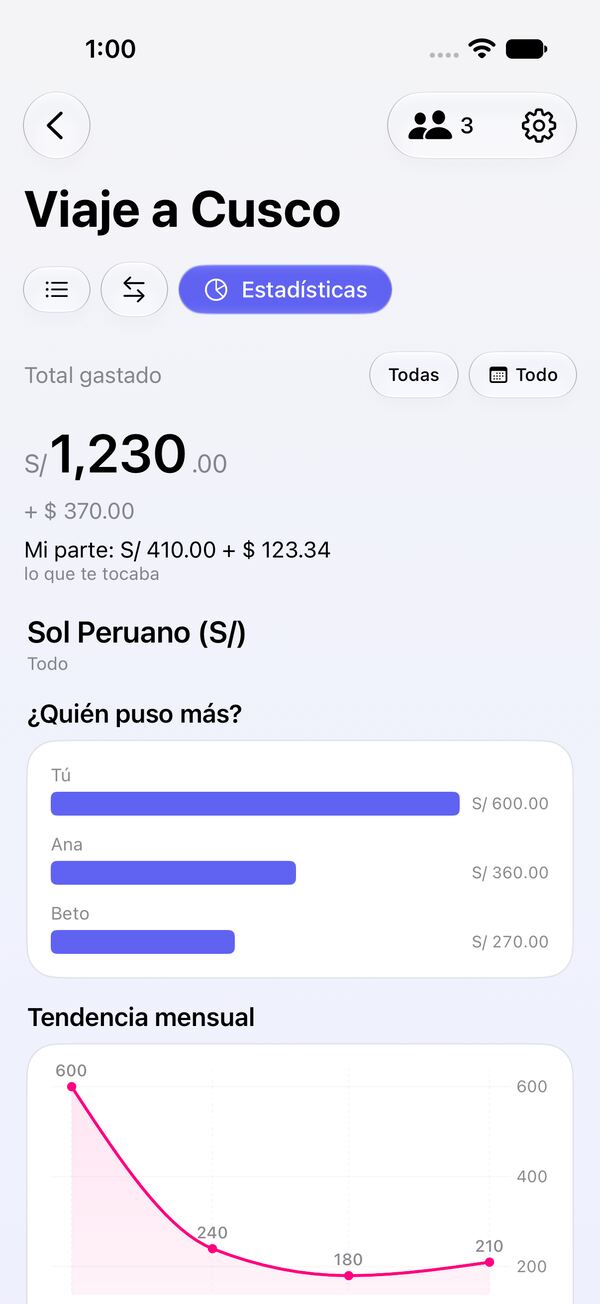 1:00
3
Viaje a Cusco
Estadísticas
Total gastado
Todas
Todo
S/ 1,230 .00
+ $ 370.00
Mi parte: S/ 410.00 + $ 123.34
lo que te tocaba
Sol Peruano (S/)
Todo
¿Quién puso más?
Tú
S/ 600.00
Ana
S/ 360.00
Beto
S/ 270.00
Tendencia mensual
600
600
400
240
210
180
200